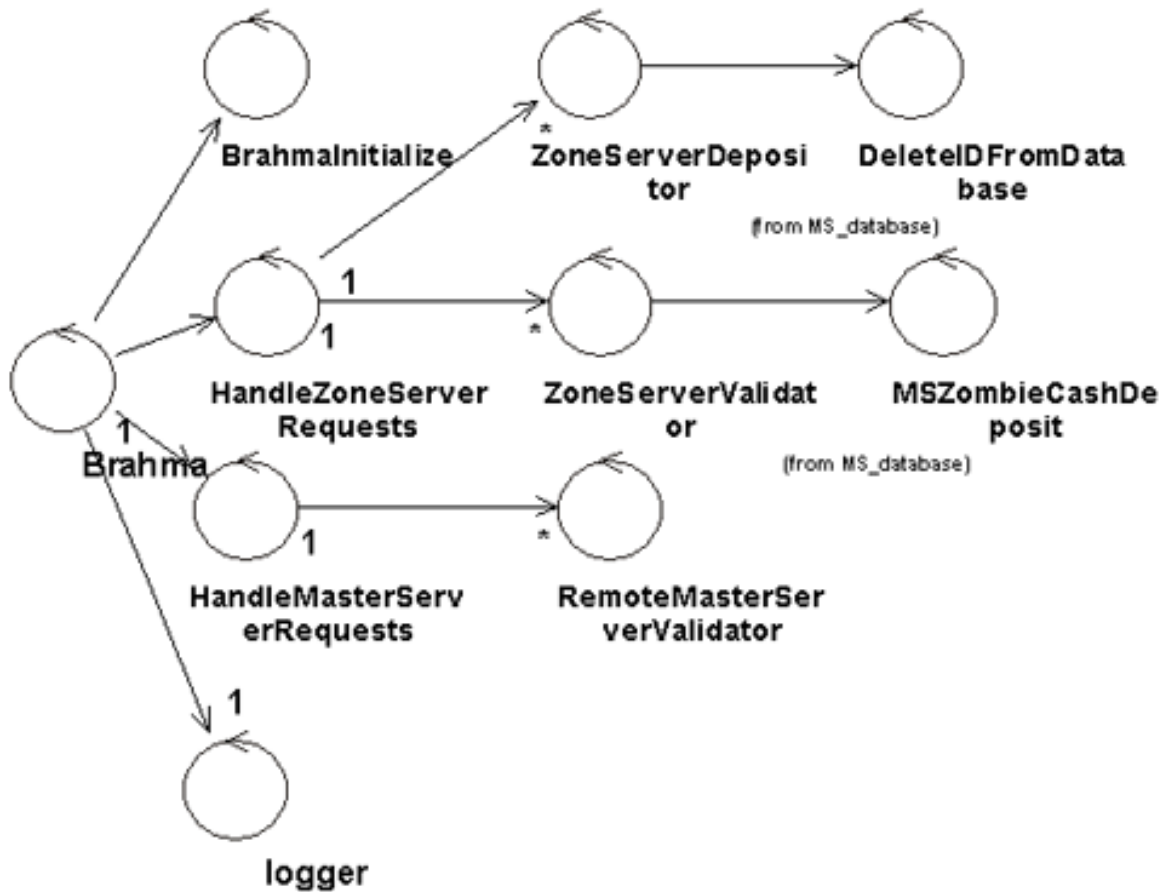 *
BrahmaInitialize
ZoneServerDeposi
tor
DeleteIDFromData
base
(from MS_database)
1
1
*
HandleZoneServer
Requests
ZoneServerValidat
or
MSZombieCashDe
posit
(from MS_database)
1
Brahma
1
*
HandleMasterServ
erRequests
RemoteMasterSer
verValidator
1
logger